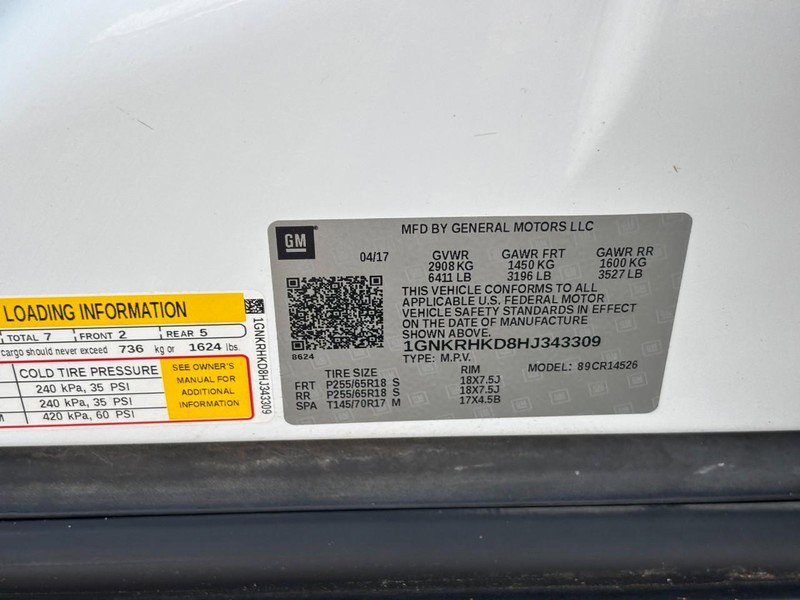 GM
MFD BY GENERAL MOTORS LLC
04/17 GVWR GAWR FRT GAWR RR
2908 KG 1450 KG 1600 KG
6411 LB 3196 LB 3527 LB
THIS VEHICLE CONFORMS TO ALL
APPLICABLE U.S. FEDERAL MOTOR
VEHICLE SAFETY STANDARDS IN EFFECT
ON THE DATE OF MANUFACTURE
SHOWN ABOVE.
1GNKRHKD8HJ343309
8624
TYPE: M.P.V. MODEL: 89CR14526
TIRE SIZE RIM
FRT P255/65R18 S 18X7.5J
RR P255/65R18 S 18X7.5J
SPA T145/70R17 M 17X4.5B
LOADING INFORMATION
TOTAL 7 FRONT 2 REAR 5
cargo should never exceed 736 kg or 1624 lbs.
COLD TIRE PRESSURE
240 kPa, 35 PSI
240 kPa, 35 PSI
M 420 kPa, 60 PSI
SEE OWNER'S
MANUAL FOR
ADDITIONAL
INFORMATION
1GNKRHKD8HJ343309